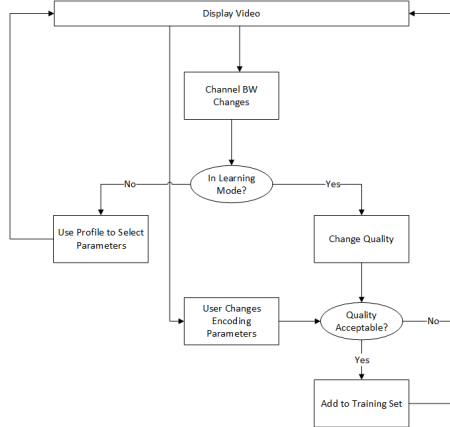 Display Video
Channel BW
Changes
In Learning
Mode?
No
Yes
Use Profile to Select
Parameters
Change Quality
User Changes
Encoding
Parameters
Quality
Acceptable?
No
Yes
Add to Training Set